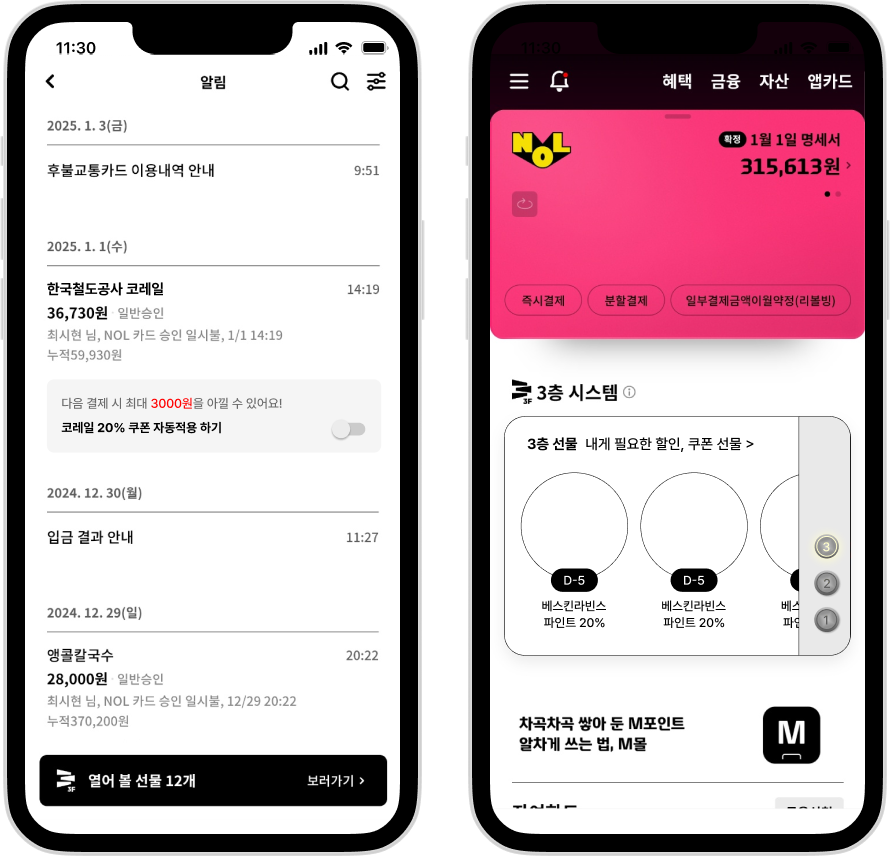 11:30
알림
2025. 1. 3(금)
후불교통카드 이용내역 안내 9:51
2025. 1. 1(수)
한국철도공사 코레일 14:19
36,730원 · 일반승인
최시현 님, NOL 카드 승인 일시불, 1/1 14:19
누적59,930원
다음 결제 시 최대 3000원을 아낄 수 있어요!
코레일 20% 쿠폰 자동적용 하기
2024. 12. 30(월)
입금 결과 안내 11:27
2024. 12. 29(일)
앵콜칼국수 20:22
28,000원 · 일반승인
최시현 님, NOL 카드 승인 일시불, 12/29 20:22
누적370,200원
3F 열어 볼 선물 12개 보러가기 >
11:30
혜택 금융 자산 앱카드
NOL
확정 1월 1일 명세서
315,613원 >
즉시결제 분할결제 일부결제금액이월약정(리볼빙)
3F 3층 시스템
3층 선물 내게 필요한 할인, 쿠폰 선물 >
D-5 D-5
베스킨라빈스 베스킨라빈스 베스
파인트 20% 파인트 20% 파인
3
2
1
차곡차곡 쌓아 둔 M포인트
알차게 쓰는 법, M몰
M